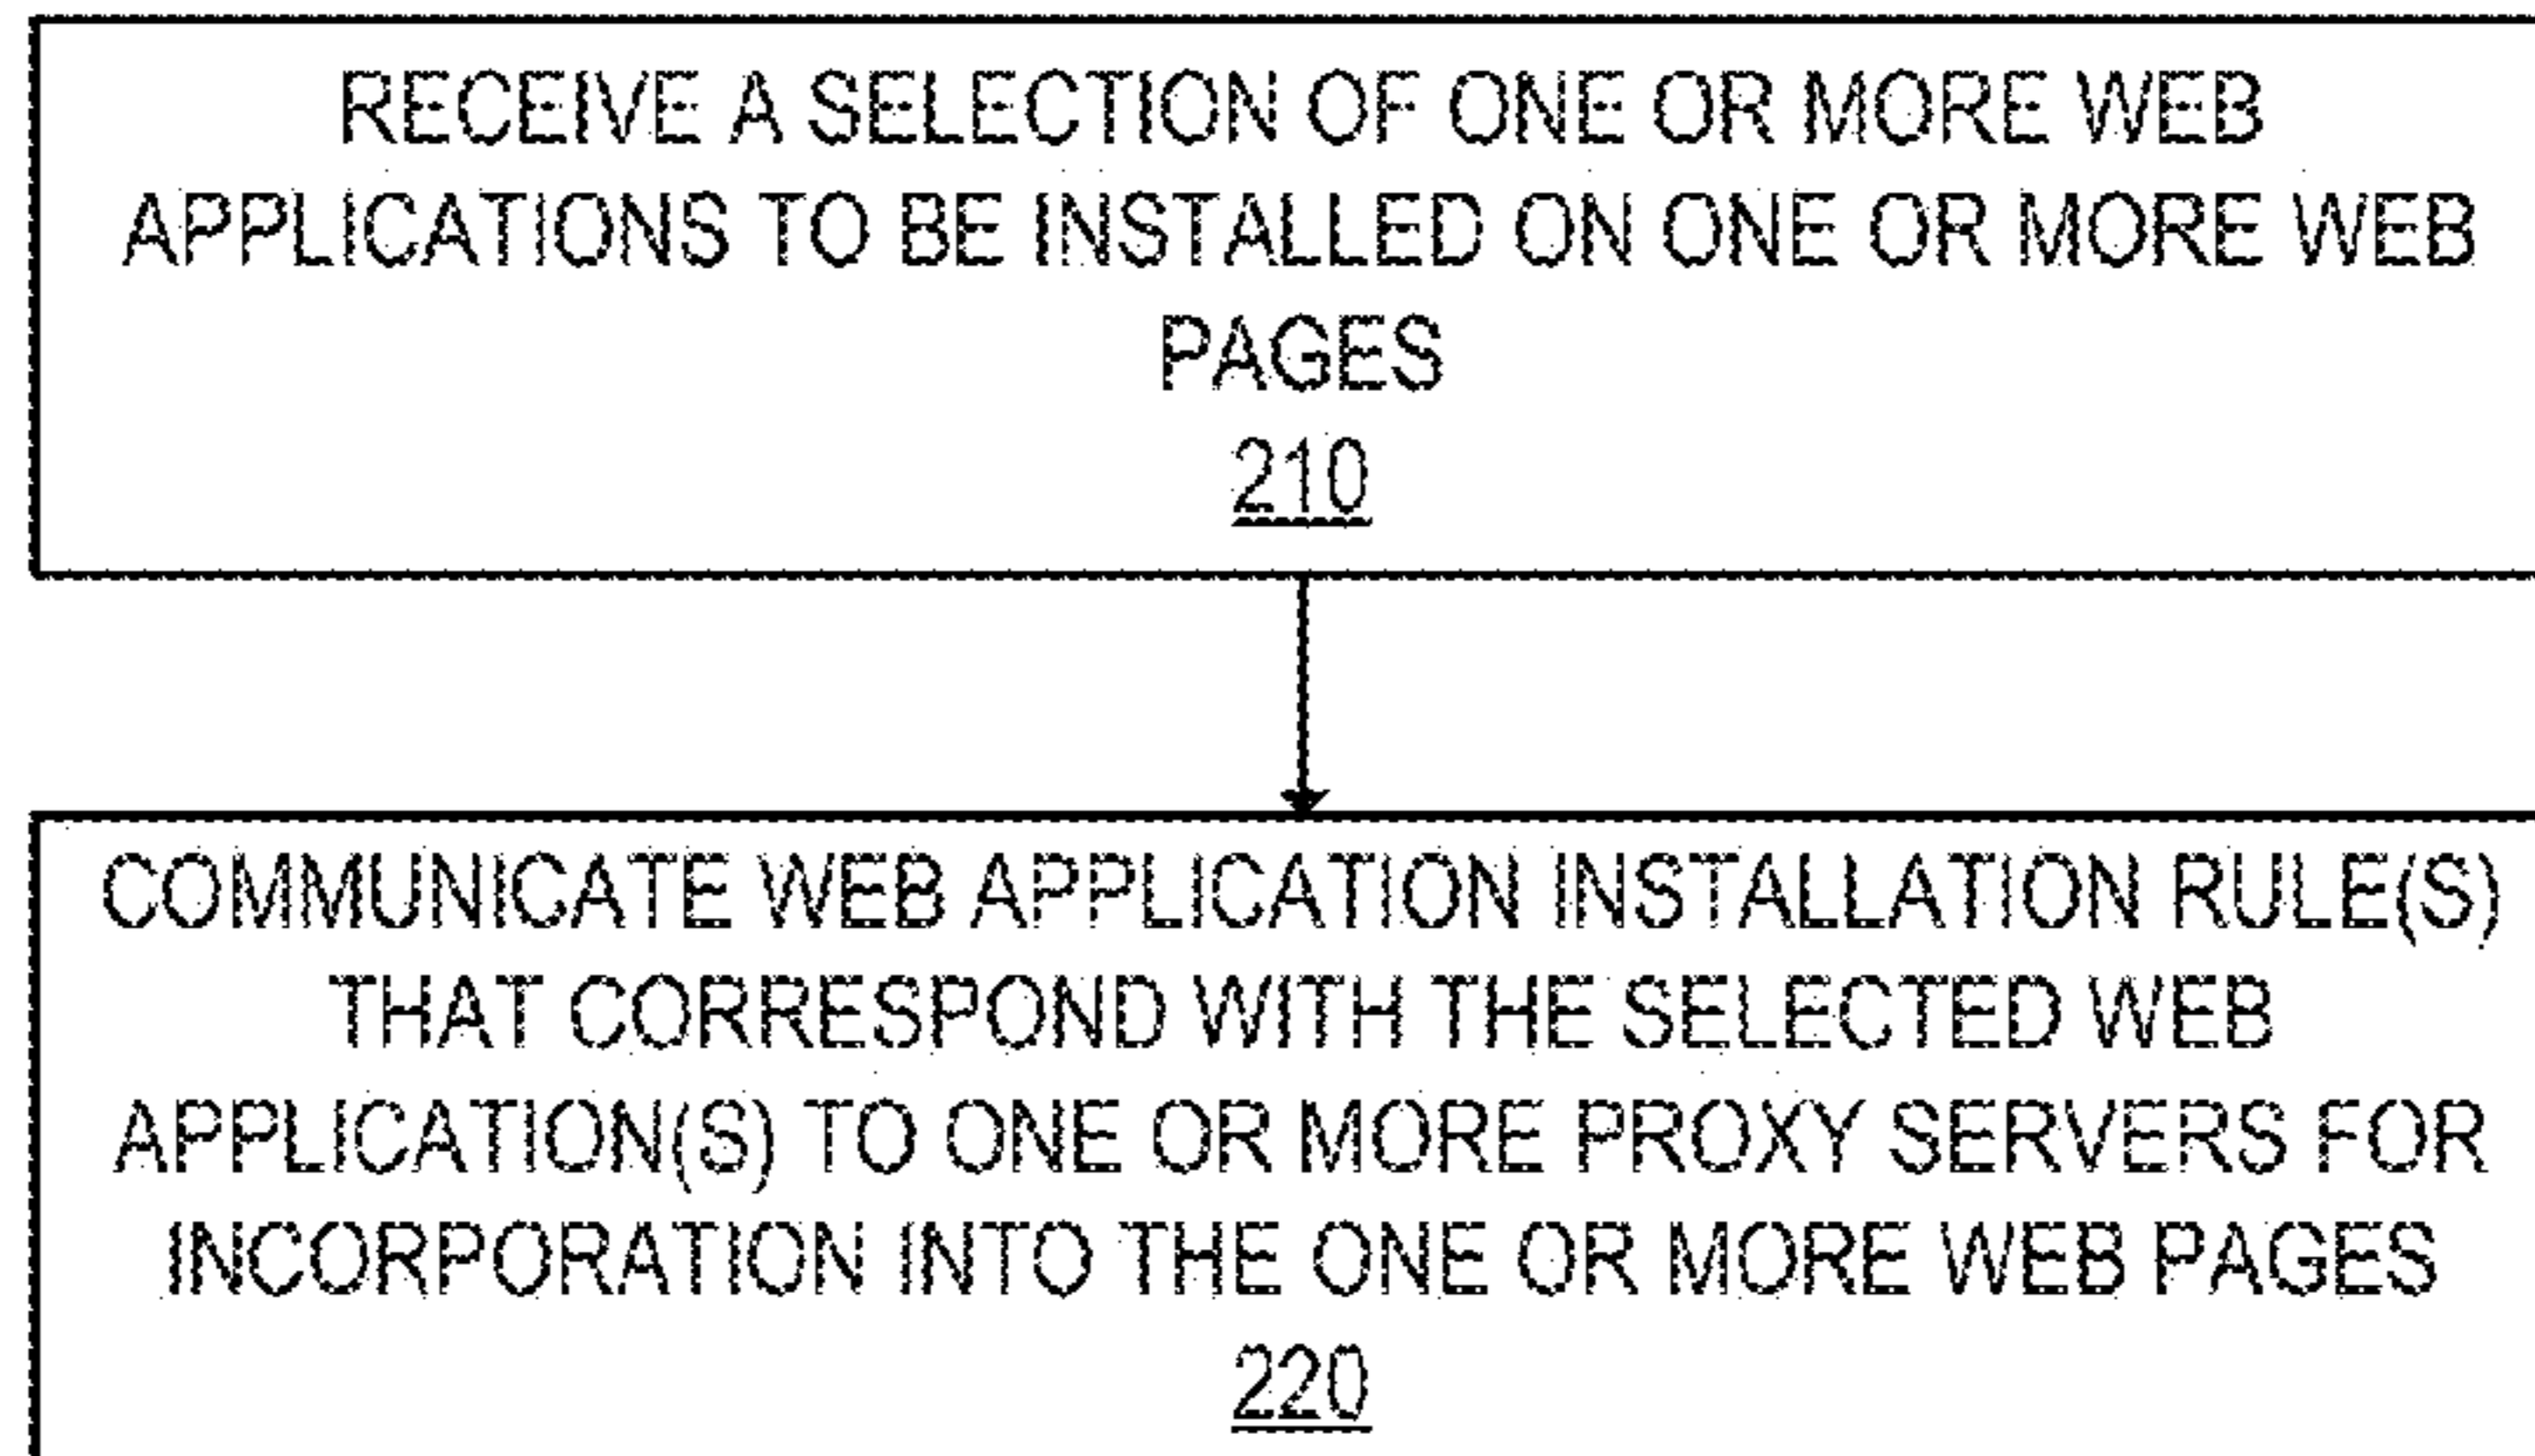 RECEIVE A SELECTION OF ONE OR MORE WEB
APPLICATIONS TO BE INSTALLED ON ONE OR MORE WEB
PAGES
210
COMMUNICATE WEB APPLICATION INSTALLATION RULE(S)
THAT CORRESPOND WITH THE SELECTED WEB
APPLICATION(S) TO ONE OR MORE PROXY SERVERS FOR
INCORPORATION INTO THE ONE OR MORE WEB PAGES
220